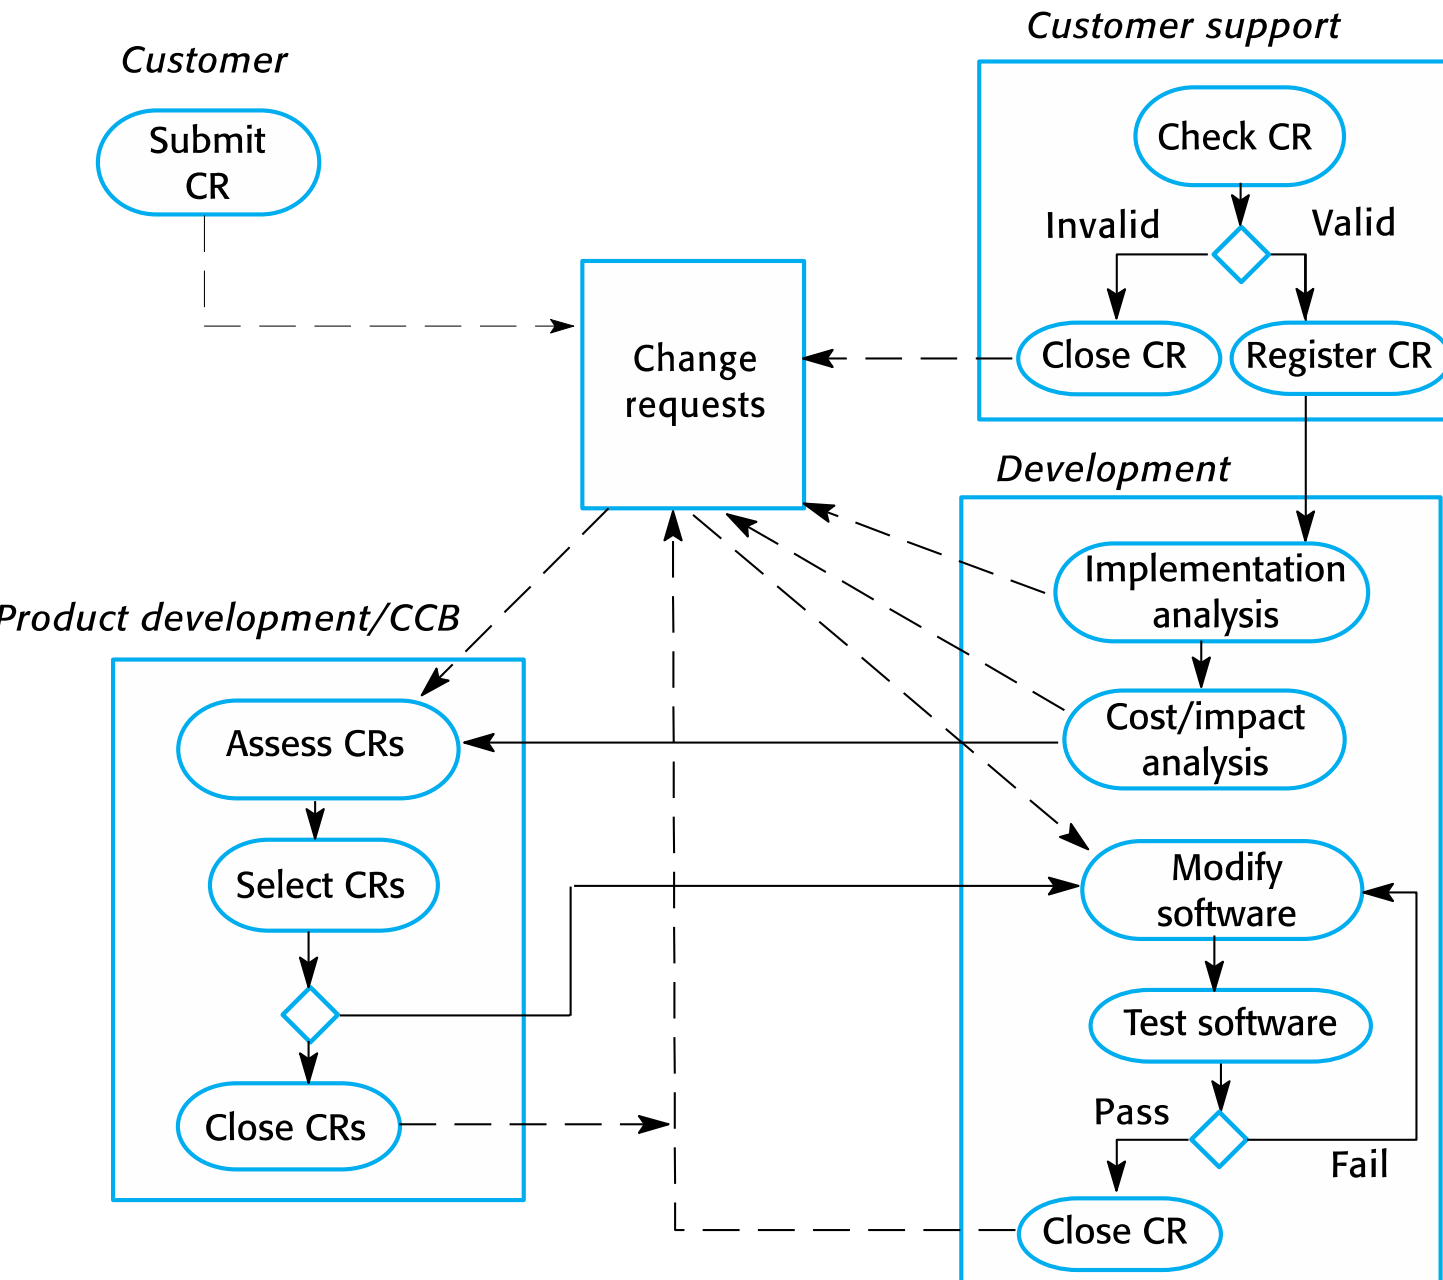 Customer support
Customer
Submit
CR
Check CR
Invalid
Valid
Change
requests
Close CR
Register CR
Development
Implementation
analysis
Product development/CCB
Assess CRs
Cost/impact
analysis
Select CRs
Modify
software
Test software
Close CRs
Pass
Fail
Close CR